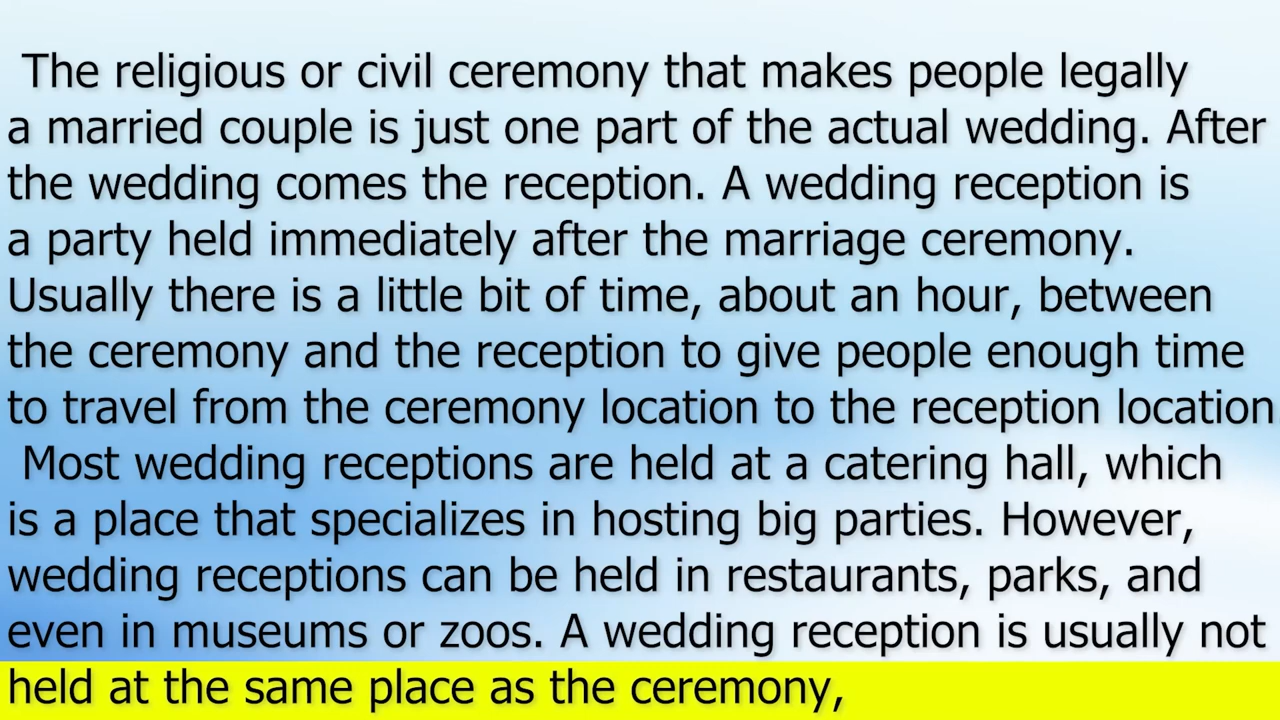 The religious or civil ceremony that makes people legally
a married couple is just one part of the actual wedding. After
the wedding comes the reception. A wedding reception is
a party held immediately after the marriage ceremony.
Usually there is a little bit of time, about an hour, between
the ceremony and the reception to give people enough time
to travel from the ceremony location to the reception location
Most wedding receptions are held at a catering hall, which
is a place that specializes in hosting big parties. However,
wedding receptions can be held in restaurants, parks, and
even in museums or zoos. A wedding reception is usually not
held at the same place as the ceremony,